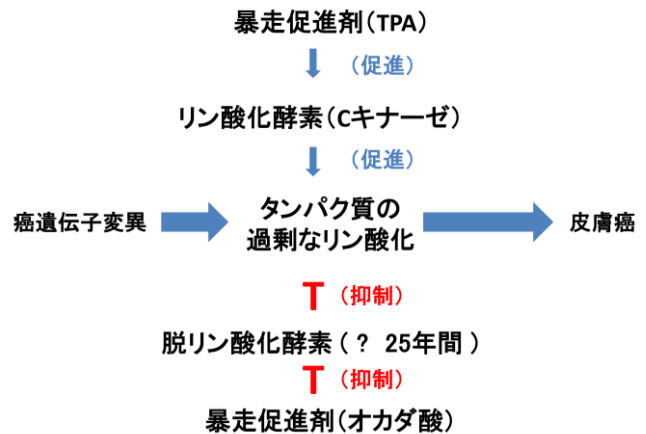 暴走促進剤(TPA)
(促進)
リン酸化酵素(Cキナーゼ)
(促進)
癌遺伝子変異
タンパク質の
過剰なリン酸化
皮膚癌
(抑制)
脱リン酸化酵素(？ 25年間)
(抑制)
暴走促進剤(オカダ酸)